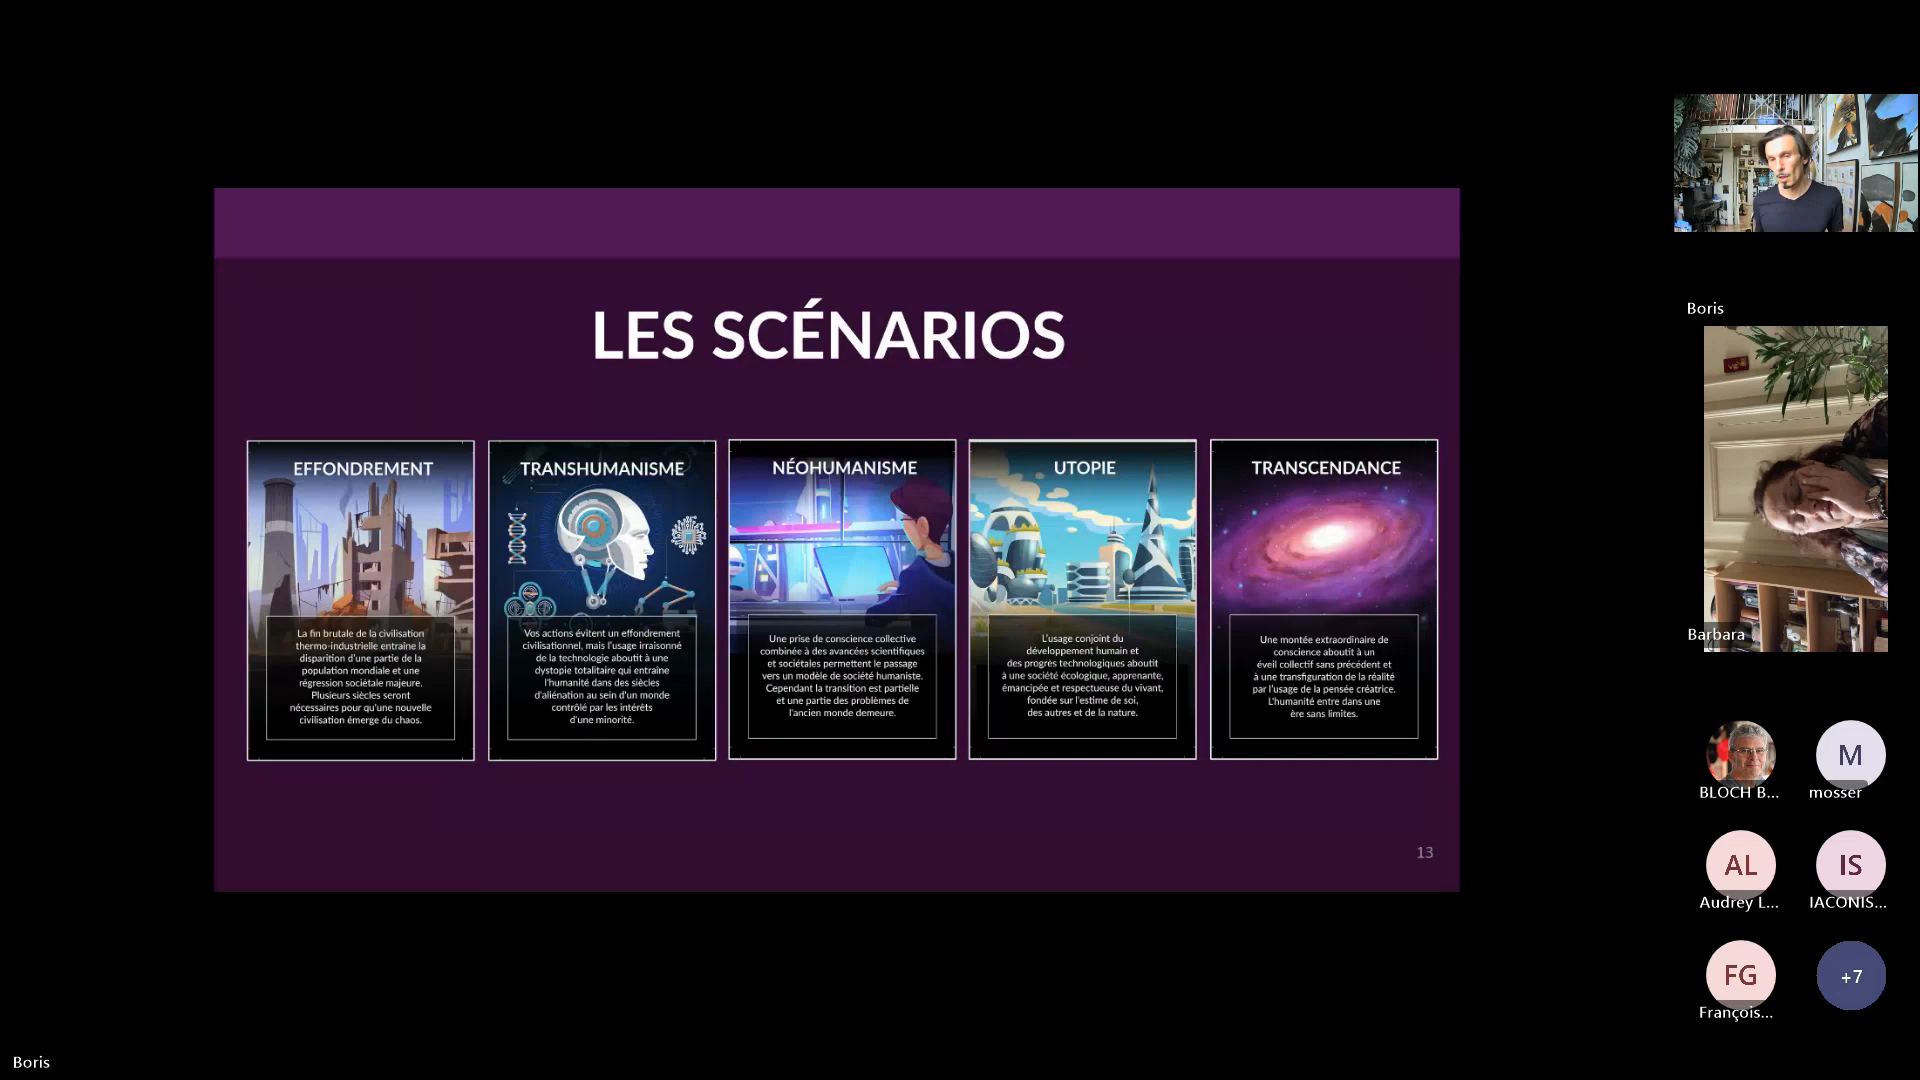 LES SCÉNARIOS
EFFONDREMENT
La fin brutale de la civilisation
thermo-industrielle entraîne la
disparition d'une partie de la
population mondiale et une
régression sociétale majeure.
Plusieurs siècles seront
nécessaires pour qu'une nouvelle
civilisation émerge du chaos.
TRANSHUMANISME
Vos actions évitent un effondrement
civilisationnel, mais l'usage irraisonné
de la technologie aboutit à une
dystopie totalitaire qui entraîne
l'humanité dans des siècles
d'aliénation au sein d'un monde
contrôlé par les intérêts
d'une minorité.
NÉOHUMANISME
Une prise de conscience collective
combinée à des avancées scientifiques
et sociétales permettent le passage
vers un modèle de société humaniste.
Cependant la transition est partielle
et une partie des problèmes de
l'ancien monde demeure.
UTOPIE
L'usage conjoint du
développement humain et
des progrès technologiques aboutit
à une société écologique, apprenante,
émancipée et respectueuse du vivant,
fondée sur l'estime de soi,
des autres et de la nature.
TRANSCENDANCE
Une montée extraordinaire de
conscience aboutit à un
éveil collectif sans précédent et
à une transfiguration de la réalité
par l'usage de la pensée créatrice.
L'humanité entre dans une
ère sans limites.
13
Boris
Barbara
BLOCH B...
M
mosser
AL
Audrey L...
IS
IACONIS...
FG
François...
+7
Boris